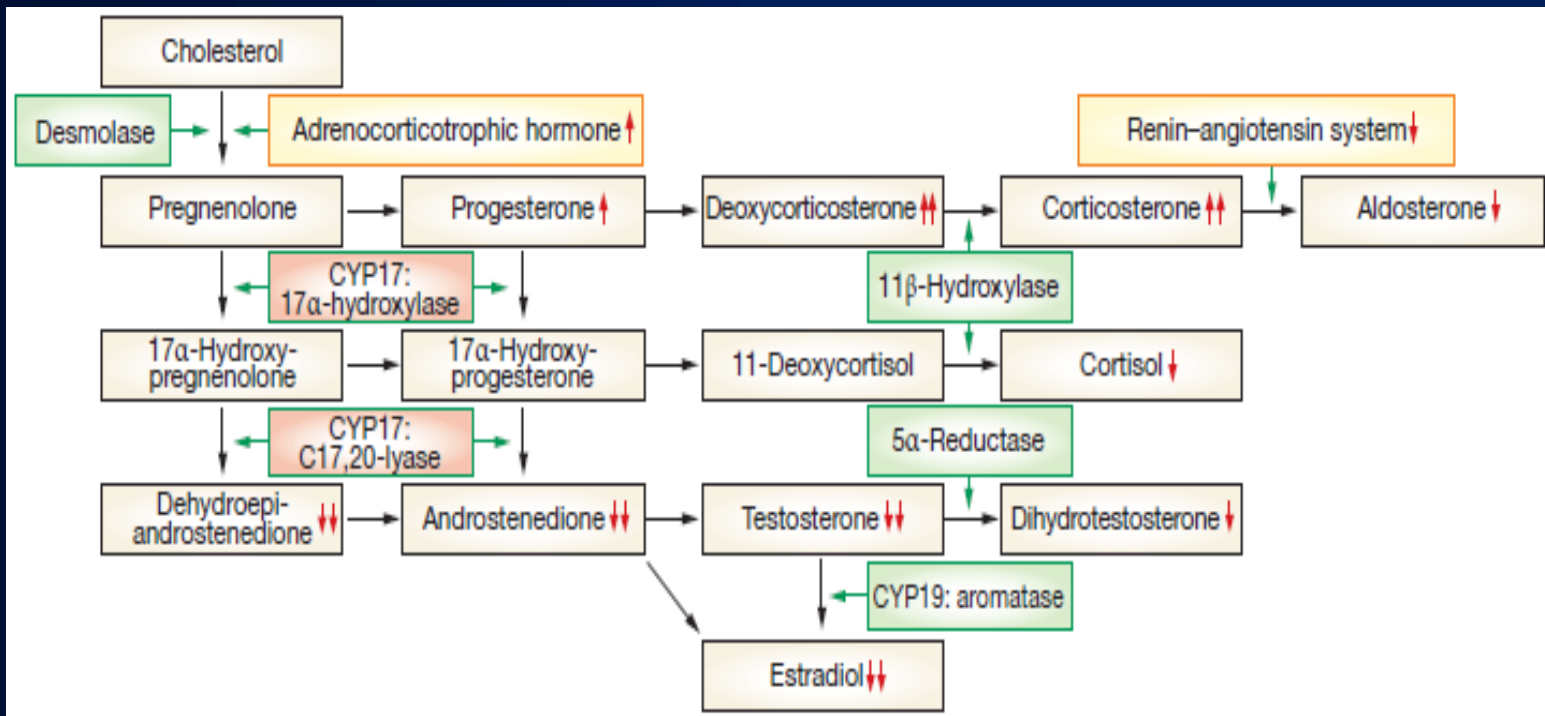 Cholesterol
Desmolase
Adrenocorticotrophic hormone↑
Renin–angiotensin system↓
Pregnenolone
Progesterone↑
Deoxycorticosterone↑↑
Corticosterone↑↑
Aldosterone↓
CYP17:
17α-hydroxylase
11β-Hydroxylase
17α-Hydroxy-
pregnenolone
17α-Hydroxy-
progesterone
11-Deoxycortisol
Cortisol↓
CYP17:
C17,20-lyase
5α-Reductase
Dehydroepi-
androstenedione↓↓
Androstenedione↓↓
Testosterone↓↓
Dihydrotestosterone↓
CYP19: aromatase
Estradiol↓↓